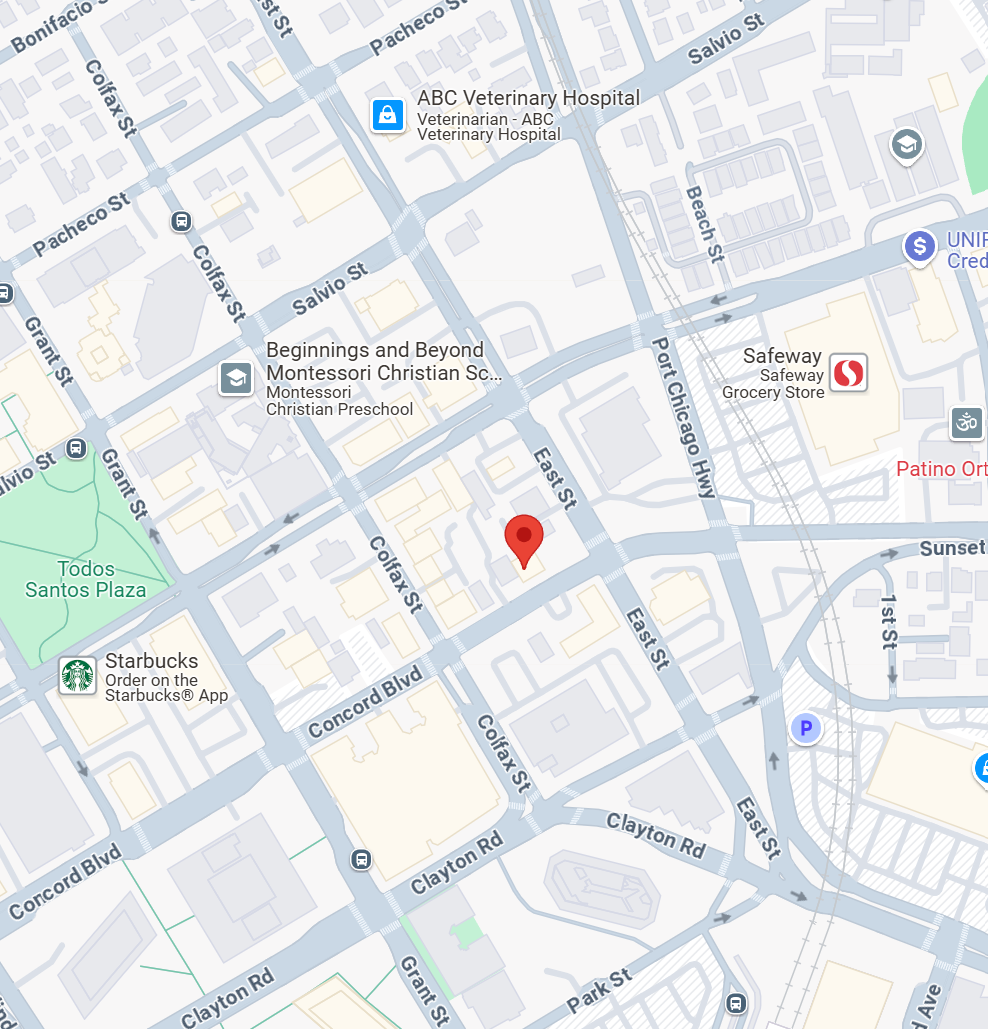 Bonifacio St
Pacheco St
Salvio St
Colfax St
ABC Veterinary Hospital
Veterinarian - ABC
Veterinary Hospital
Pacheco St
Beach St
Colfax St
Salvio St
UNIF
Cred
Grant St
Port Chicago Hwy
Beginnings and Beyond
Montessori Christian Sc...
Montessori
Christian Preschool
Safeway
Safeway
Grocery Store
Grant St
East St
Patino Ort
Todos
Santos Plaza
Colfax St
Sunset
1st St
East St
Starbucks
Order on the
Starbucks® App
Concord Blvd
P
Colfax St
East St
Clayton Rd
Clayton Rd
Concord Blvd
Grant St
Park St
Clayton Rd
Ave